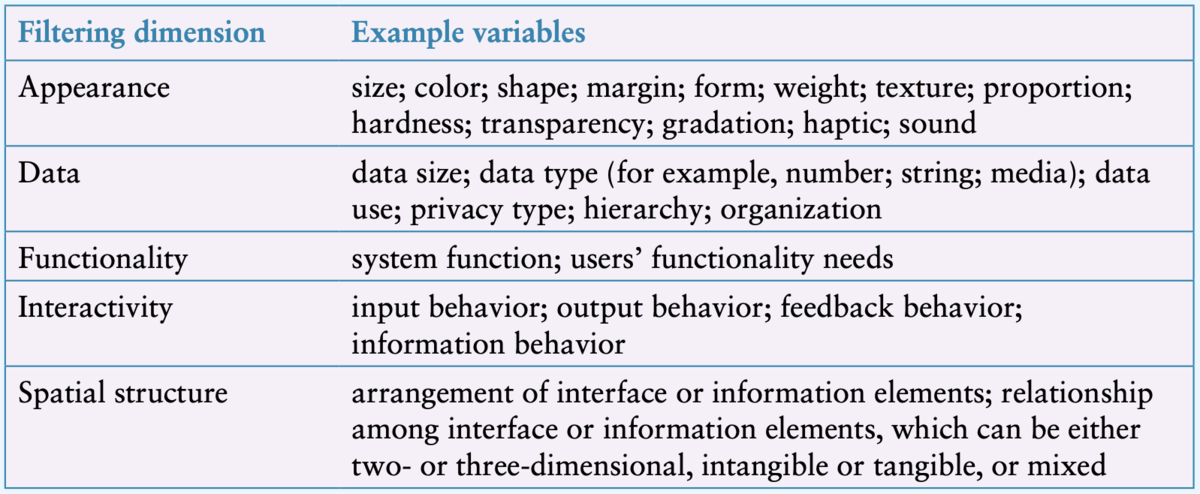 Filtering dimension Example variables
Appearance size; color; shape; margin; form; weight; texture; proportion;
hardness; transparency; gradation; haptic; sound
Data data size; data type (for example, number; string; media); data
use; privacy type; hierarchy; organization
Functionality system function; users’ functionality needs
Interactivity input behavior; output behavior; feedback behavior;
information behavior
Spatial structure arrangement of interface or information elements; relationship
among interface or information elements, which can be either
two- or three-dimensional, intangible or tangible, or mixed